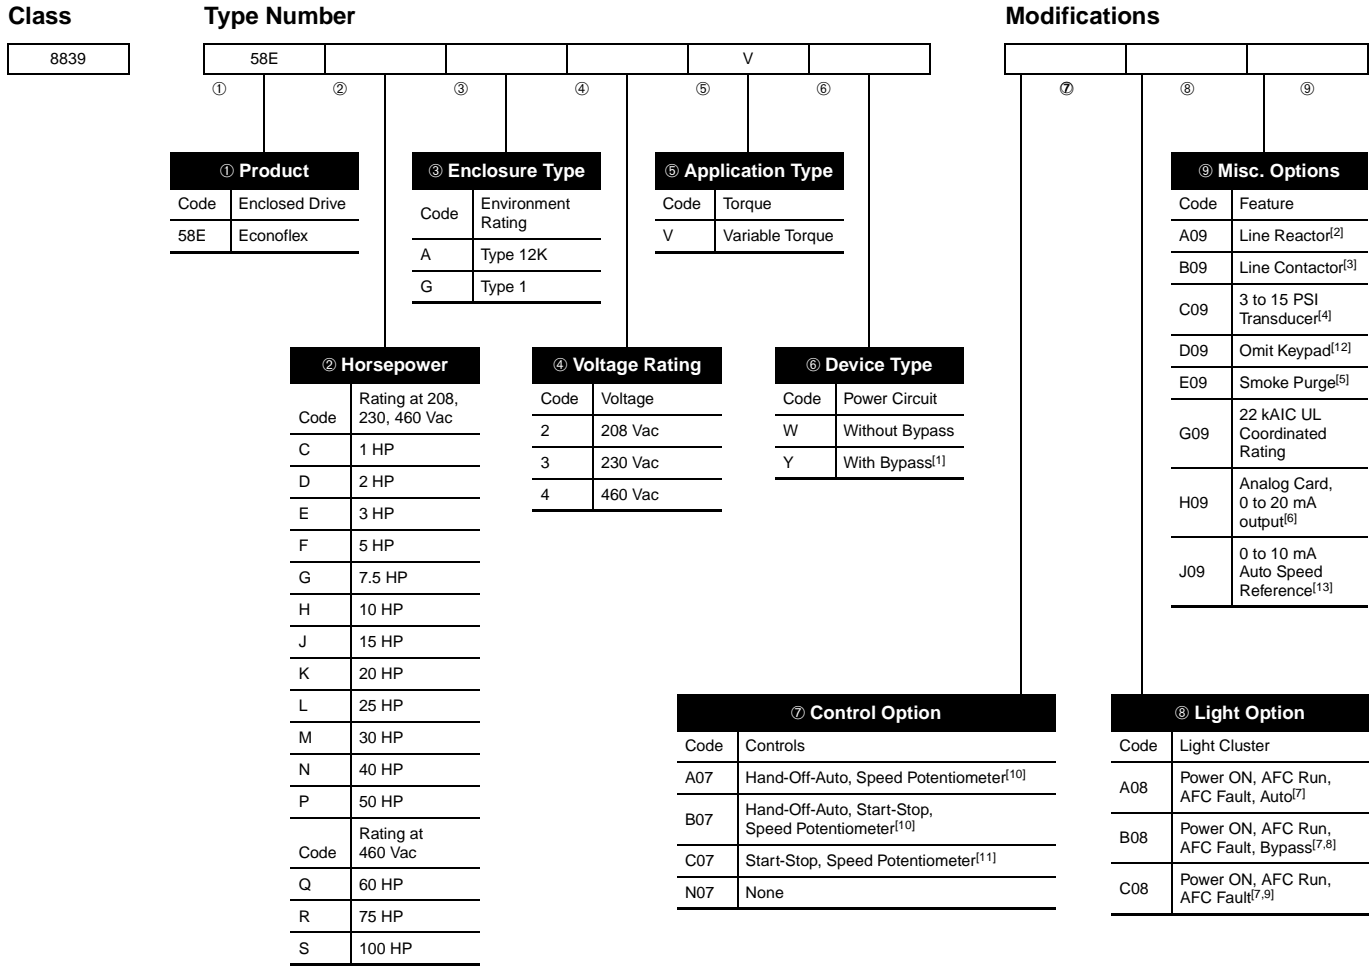 Class
Type Number
Modifications
8839
58E
V
①
②
③
④
⑤
⑥
⑦
⑧
⑨
① Product
Code Enclosed Drive
58E Econoflex
③ Enclosure Type
Code Environment
Rating
A Type 12K
G Type 1
⑤ Application Type
Code Torque
V Variable Torque
⑨ Misc. Options
Code Feature
A09 Line Reactor[2]
B09 Line Contactor[3]
C09 3 to 15 PSI
Transducer[4]
D09 Omit Keypad[12]
E09 Smoke Purge[5]
G09 22 kAIC UL
Coordinated
Rating
H09 Analog Card,
0 to 20 mA
output[6]
J09 0 to 10 mA
Auto Speed
Reference[13]
② Horsepower
Code Rating at 208,
230, 460 Vac
C 1 HP
D 2 HP
E 3 HP
F 5 HP
G 7.5 HP
H 10 HP
J 15 HP
K 20 HP
L 25 HP
M 30 HP
N 40 HP
P 50 HP
Code Rating at
460 Vac
Q 60 HP
R 75 HP
S 100 HP
④ Voltage Rating
Code Voltage
2 208 Vac
3 230 Vac
4 460 Vac
⑥ Device Type
Code Power Circuit
W Without Bypass
Y With Bypass[1]
⑦ Control Option
Code Controls
A07 Hand-Off-Auto, Speed Potentiometer[10]
B07 Hand-Off-Auto, Start-Stop,
Speed Potentiometer[10]
C07 Start-Stop, Speed Potentiometer[11]
N07 None
⑧ Light Option
Code Light Cluster
A08 Power ON, AFC Run,
AFC Fault, Auto[7]
B08 Power ON, AFC Run,
AFC Fault, Bypass[7,8]
C08 Power ON, AFC Run,
AFC Fault[7,9]